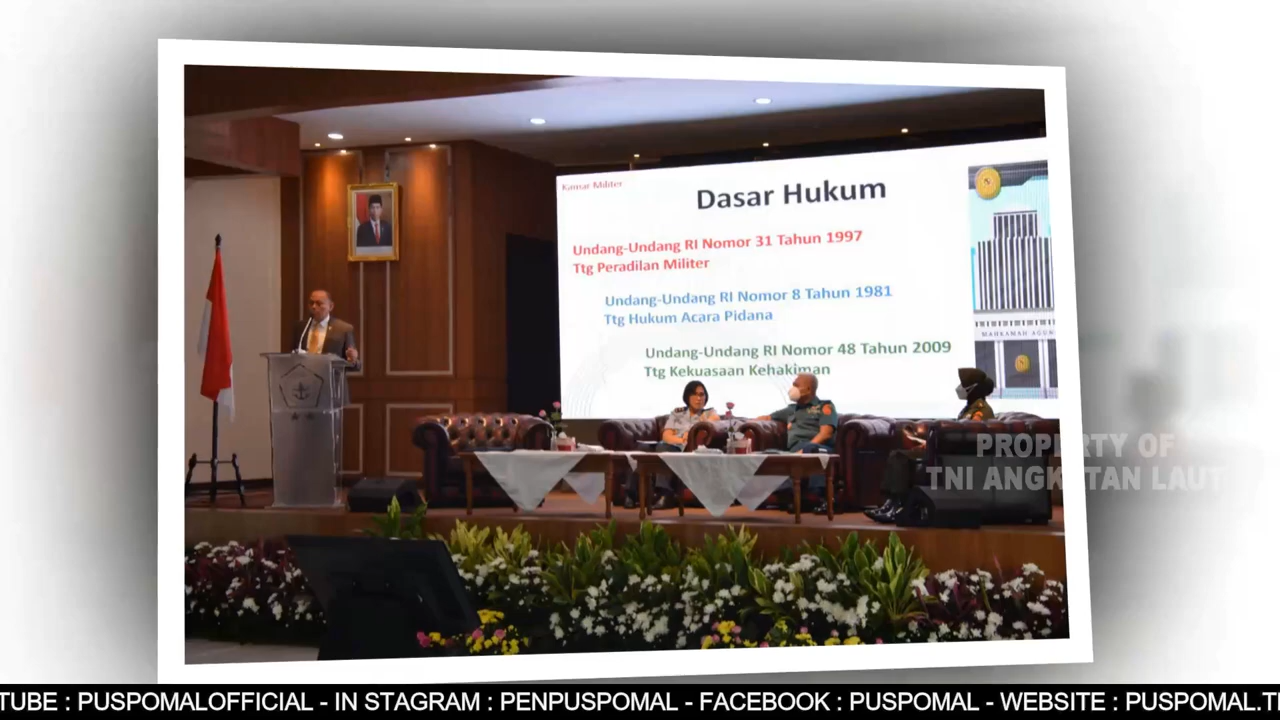 Kamar Militer
Dasar Hukum
Undang-Undang RI Nomor 31 Tahun 1997
Ttg Peradilan Militer
Undang-Undang RI Nomor 8 Tahun 1981
Ttg Hukum Acara Pidana
Undang-Undang RI Nomor 48 Tahun 2009
Ttg Kekuasaan Kehakiman
MAHKAMAH AGUNG
PROPERTY OF
TNI ANGKATAN LAUT
TUBE : PUSPOMALOFFICIAL - IN STAGRAM : PENPUSPOMAL - FACEBOOK : PUSPOMAL - WEBSITE : PUSPOMAL.T